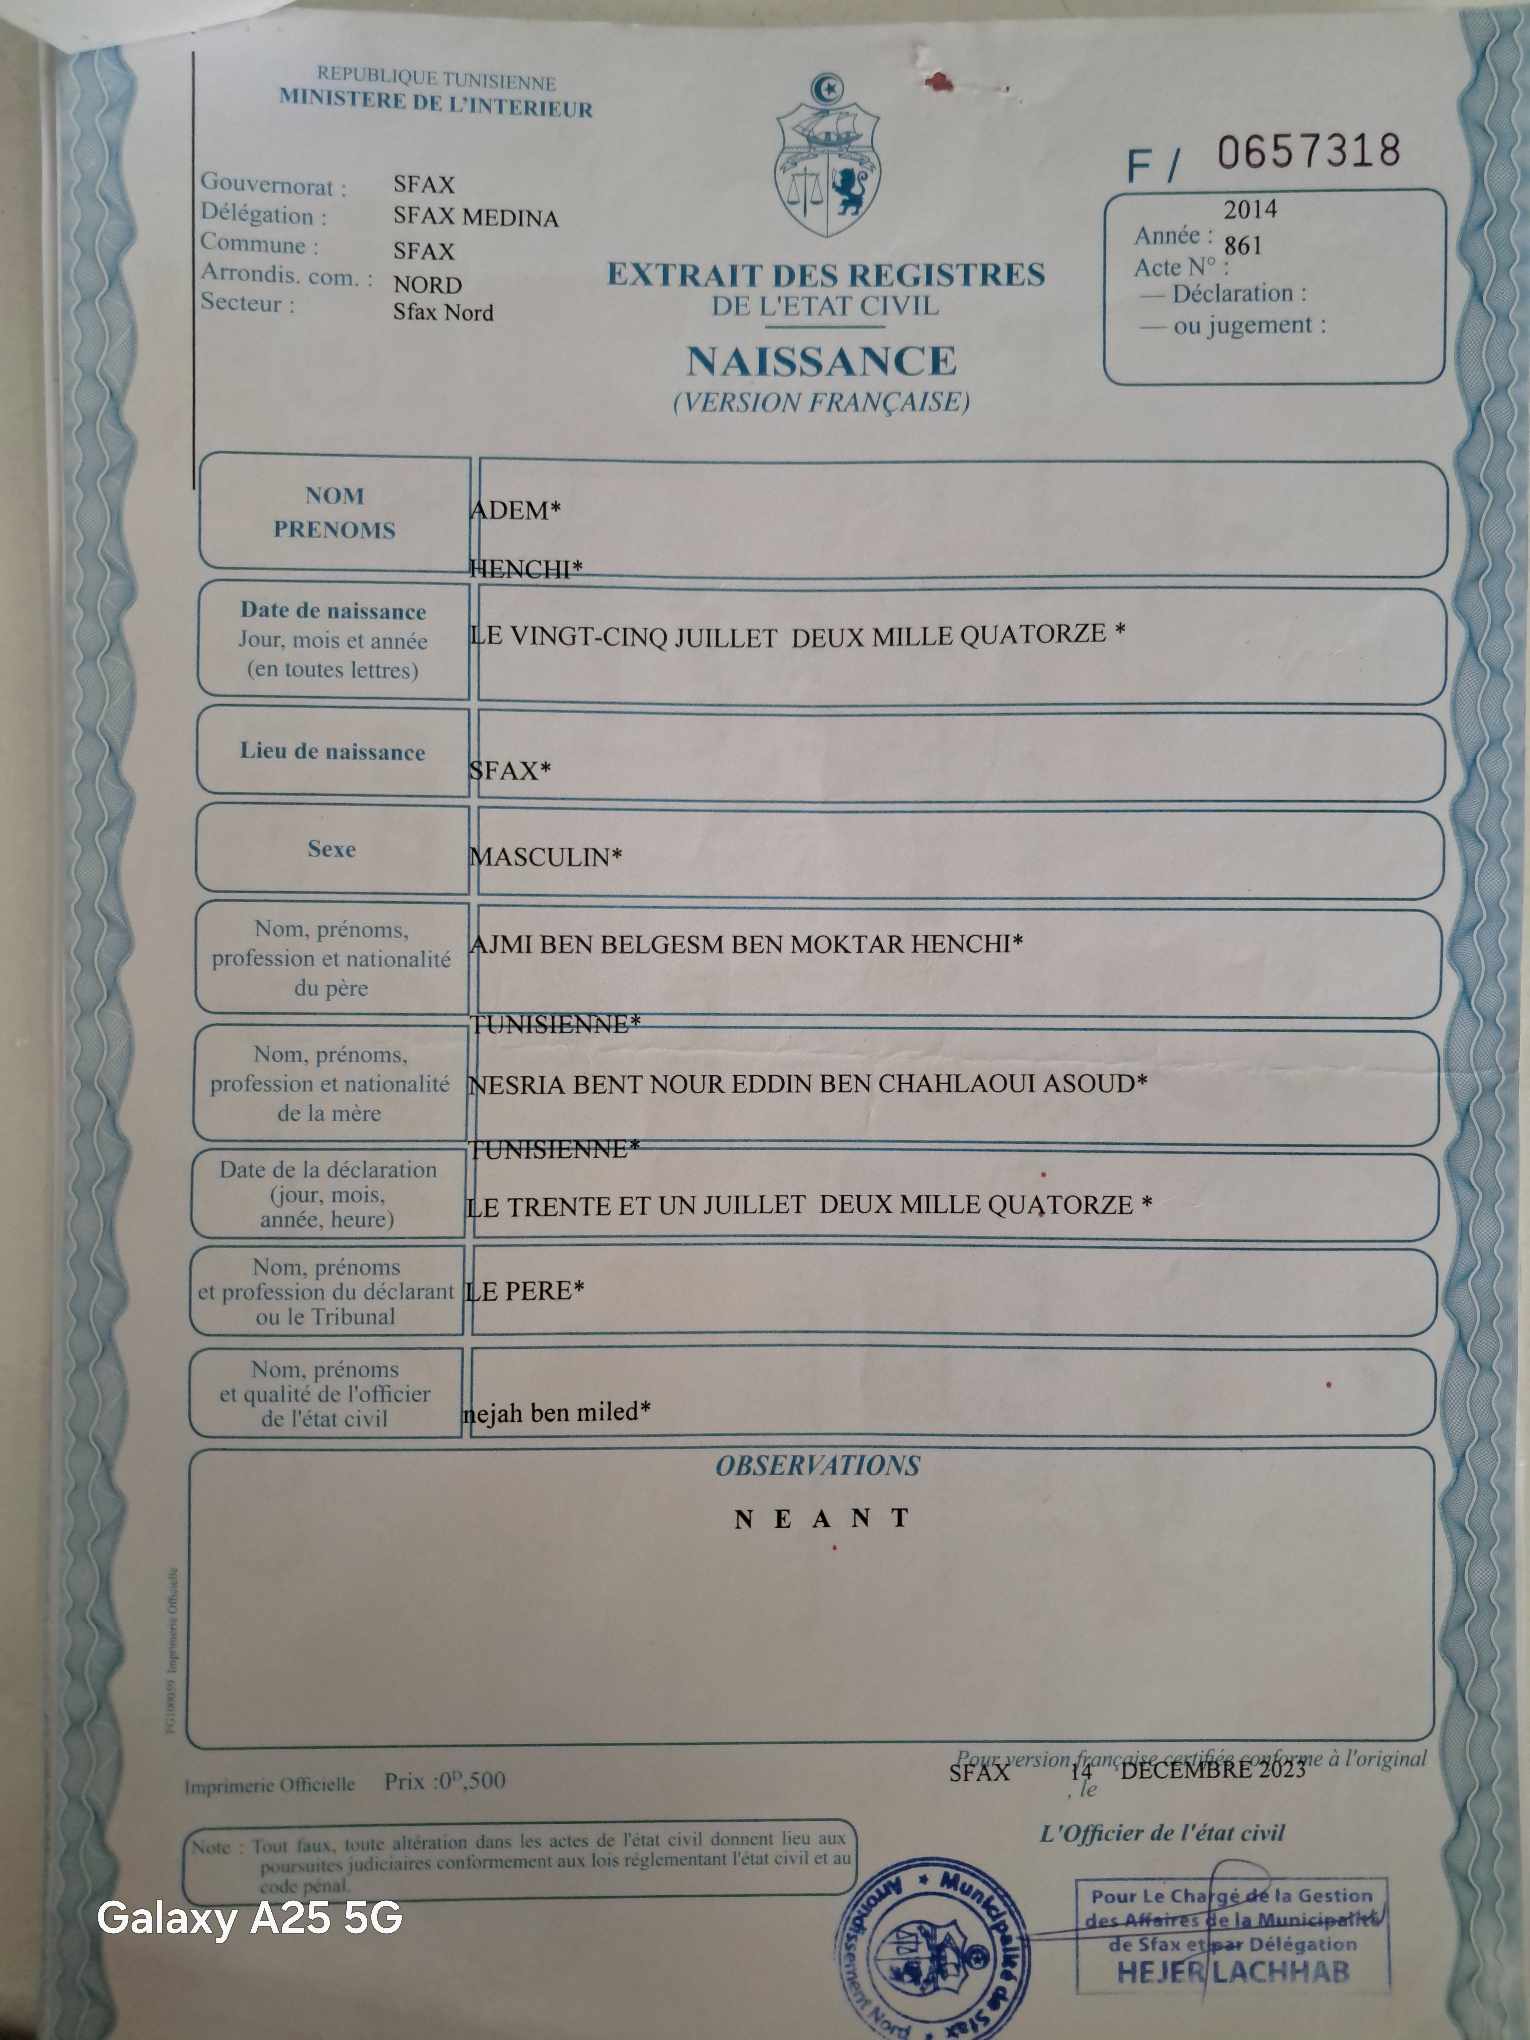 REPUBLIQUE TUNISIENNE
MINISTERE DE L'INTERIEUR
Gouvernorat : SFAX
Délégation : SFAX MEDINA
Commune : SFAX
Arrondis. com. : NORD
Secteur : Sfax Nord
EXTRAIT DES REGISTRES
DE L'ETAT CIVIL
NAISSANCE
(VERSION FRANÇAISE)
F / 0657318
2014
Année :
861
Acte N° :
— Déclaration :
— ou jugement :
NOM
PRENOMS
ADEM*
HENCHI*
Date de naissance
Jour, mois et année
(en toutes lettres)
LE VINGT-CINQ JUILLET DEUX MILLE QUATORZE *
Lieu de naissance
SFAX*
Sexe
MASCULIN*
Nom, prénoms,
profession et nationalité
du père
AJMI BEN BELGESM BEN MOKTAR HENCHI*
TUNISIENNE*
Nom, prénoms,
profession et nationalité
de la mère
NESRIA BENT NOUR EDDIN BEN CHAHLAOUI ASOUD*
TUNISIENNE*
Date de la déclaration
(jour, mois,
année, heure)
LE TRENTE ET UN JUILLET DEUX MILLE QUATORZE *
Nom, prénoms
et profession du déclarant
ou le Tribunal
LE PERE*
Nom, prénoms
et qualité de l'officier
de l'état civil
nejah ben miled*
OBSERVATIONS
N E A N T
PG100059 Imprimerie Officielle
Imprimerie Officielle Prix :0ᴰ,500
Pour version française certifiée conforme à l'original
SFAX 14 DECEMBRE 2023
, le
L'Officier de l'état civil
Note : Tout faux, toute altération dans les actes de l'état civil donnent lieu aux
poursuites judiciaires conformement aux lois réglementant l'état civil et au
code pénal.
Municipalité de Sfax * Arrondissement Nord *
Pour Le Chargé de la Gestion
des Affaires de la Municipalité
de Sfax et par Délégation
HEJER LACHHAB
Galaxy A25 5G